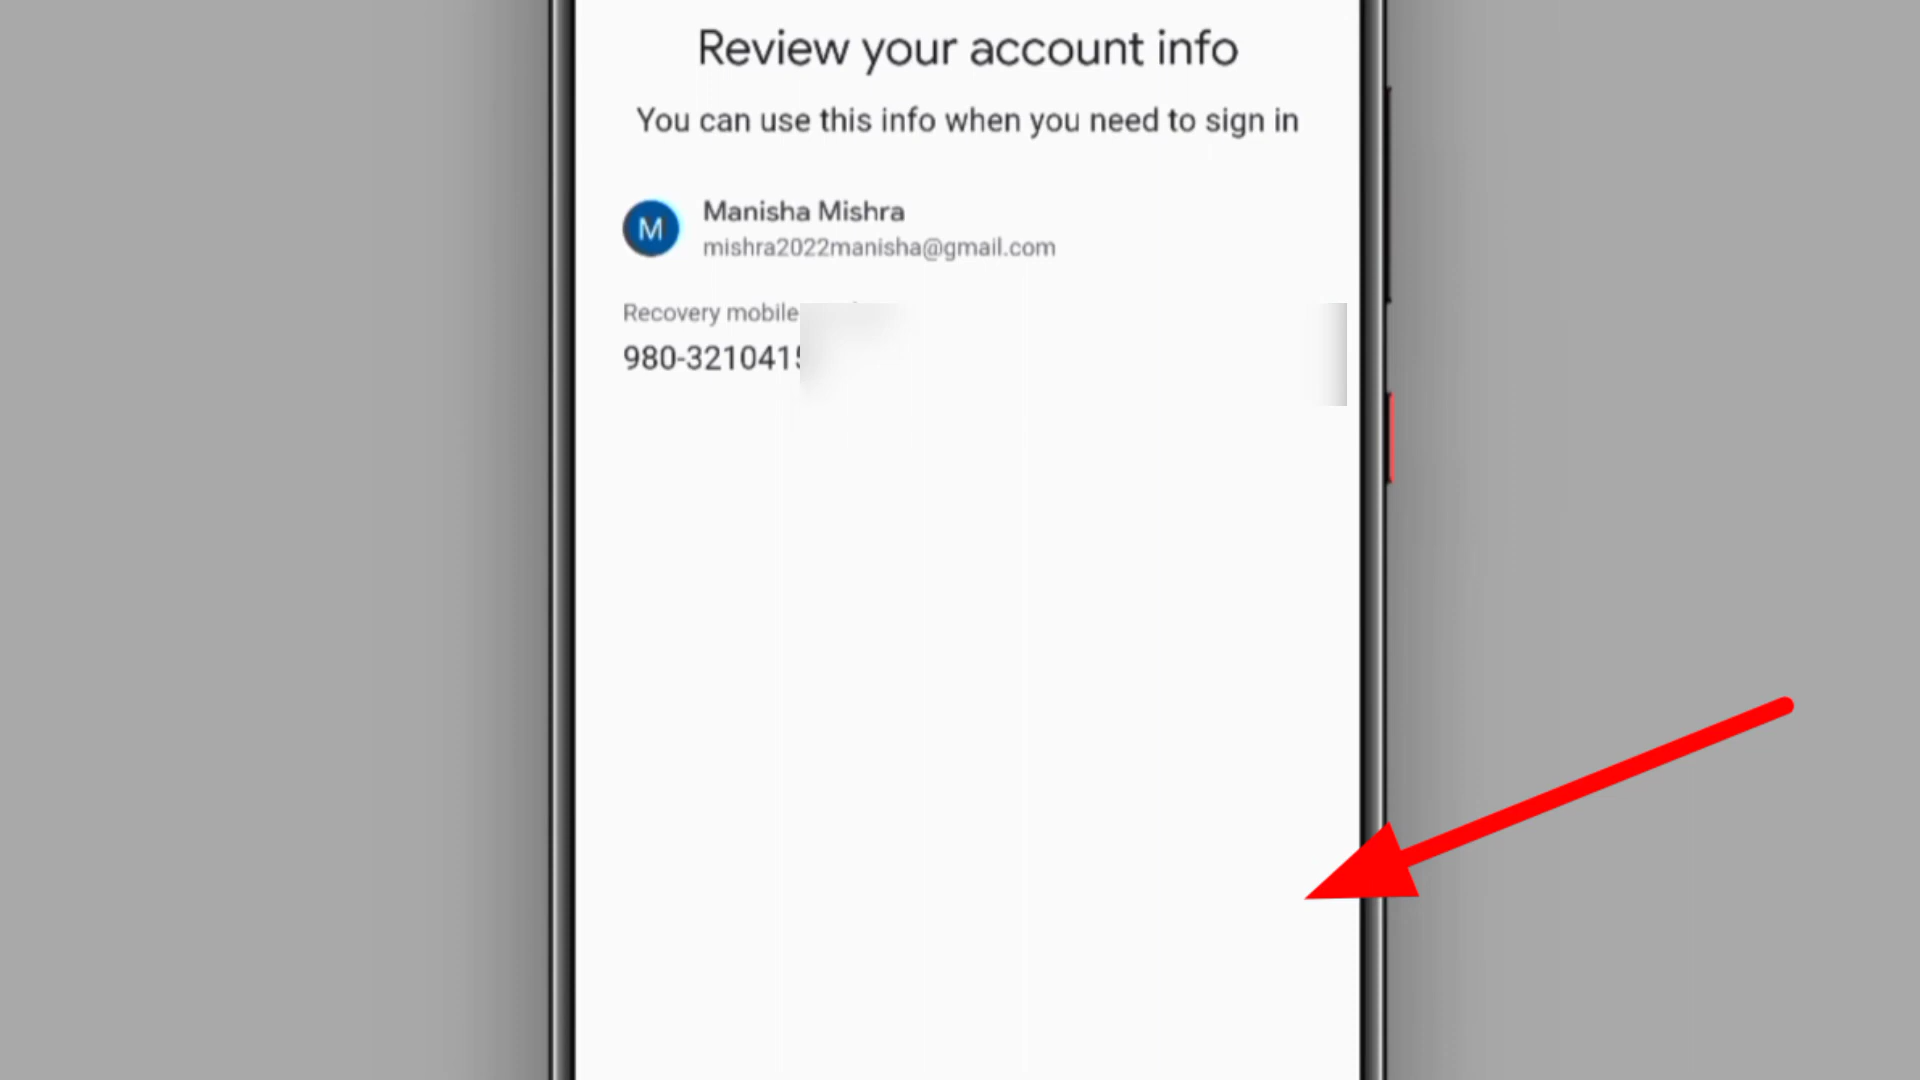 Review your account info
You can use this info when you need to sign in
M
Manisha Mishra
mishra2022manisha@gmail.com
Recovery mobile
980-3210415